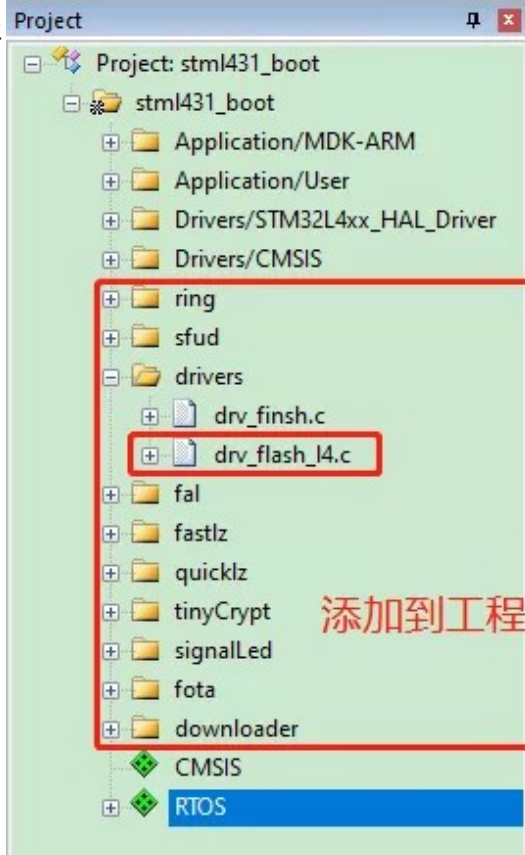 Project
Project: stml431_boot
stml431_boot
Application/MDK-ARM
Application/User
Drivers/STM32L4xx_HAL_Driver
Drivers/CMSIS
ring
sfud
drivers
drv_finsh.c
drv_flash_l4.c
fal
fastlz
quicklz
tinyCrypt 添加到工程
signalLed
fota
downloader
CMSIS
RTOS